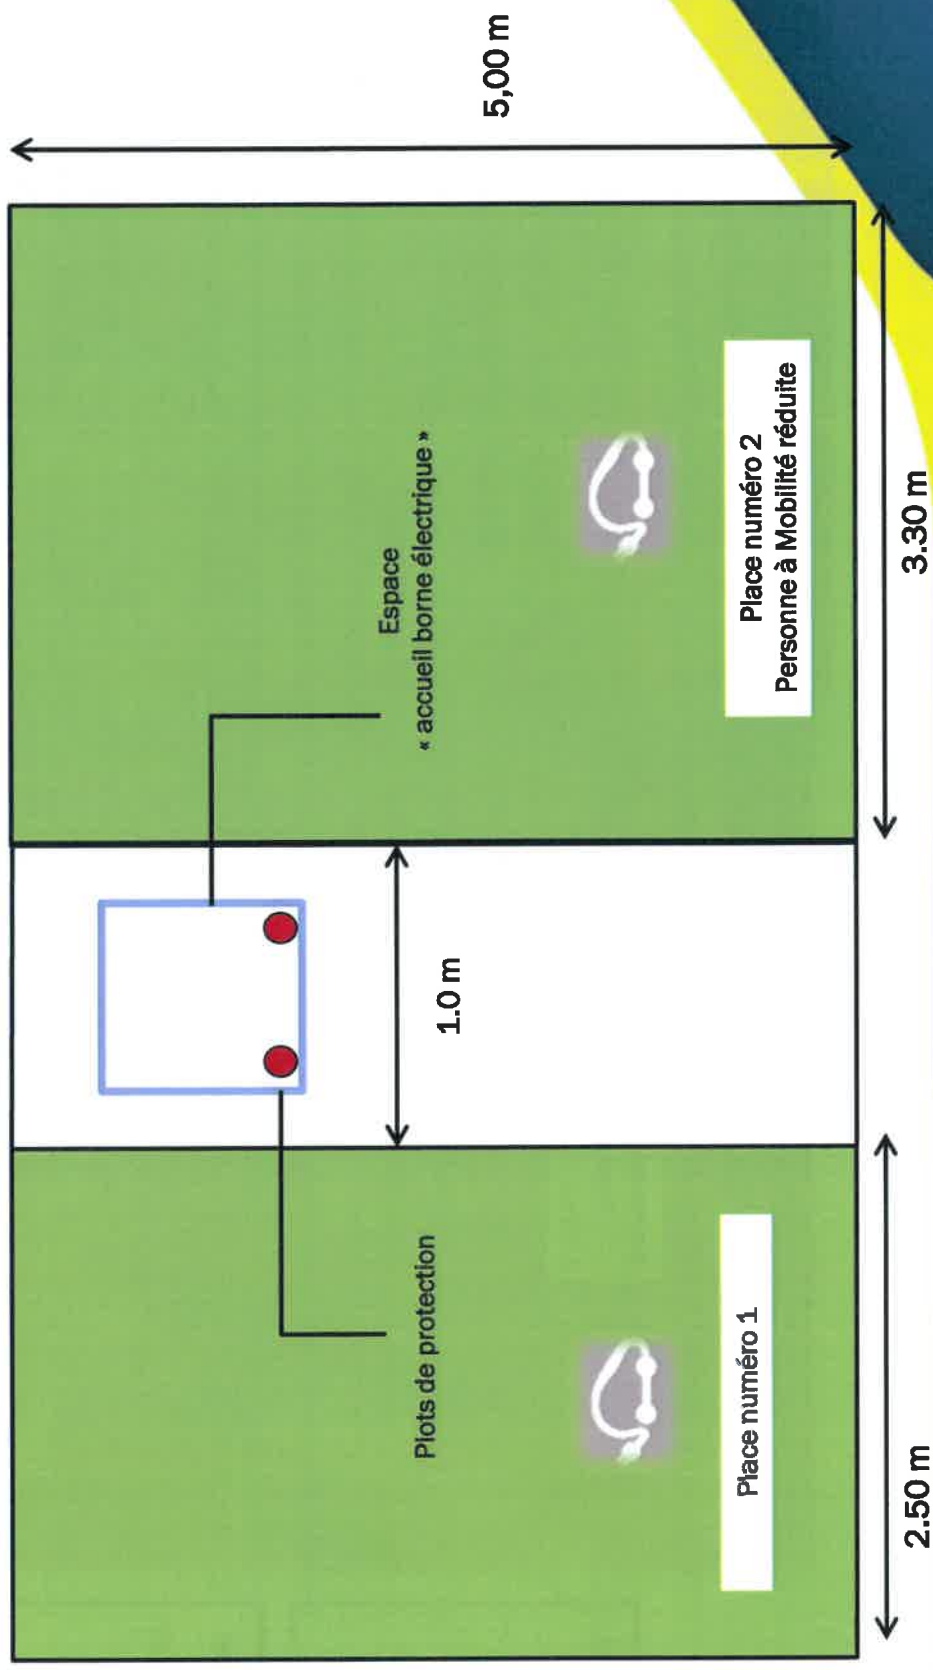 Plots de protection
Place numéro 1
2.50 m
1.0 m
Espace
« accueil borne électrique »
Place numéro 2
Personne à Mobilité réduite
3.30 m
5,00 m